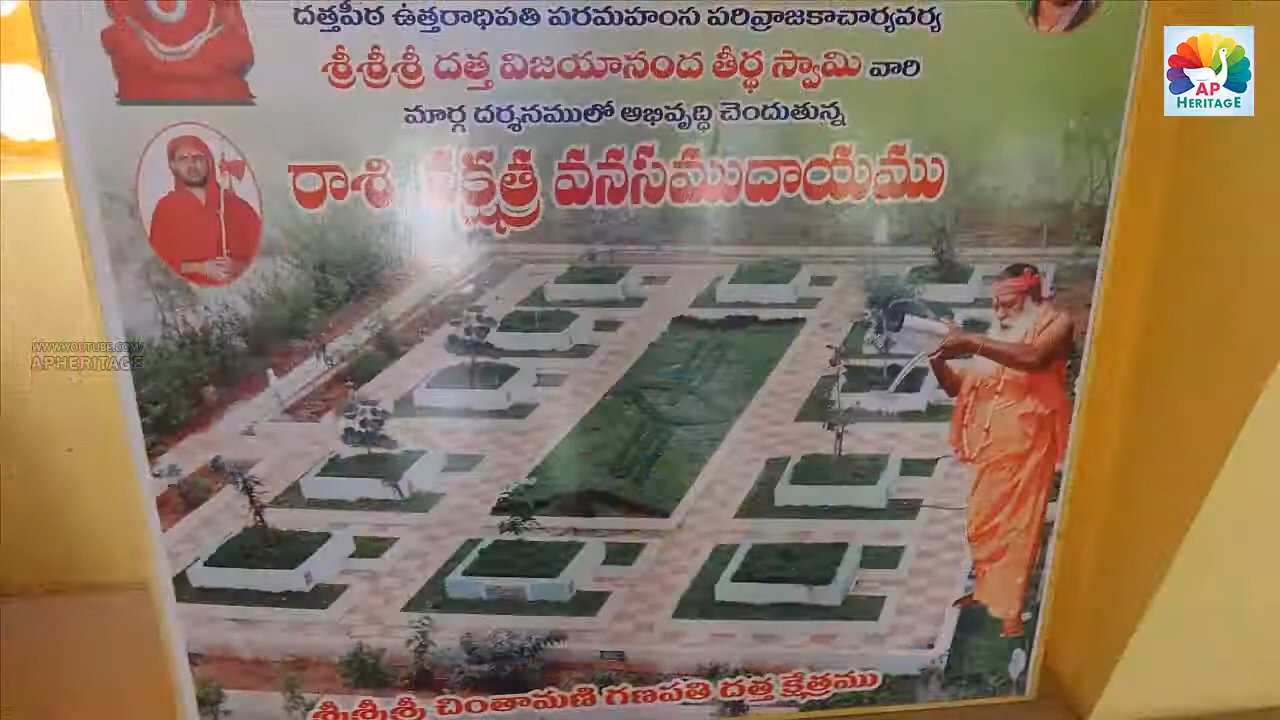 దత్తపీఠ ఉత్తరాధిపతి పరమహంస పరివ్రాజకాచార్యవర్య
శ్రీశ్రీశ్రీ దత్త విజయానంద తీర్థ స్వామి వారి
మార్గ దర్శనములో అభివృద్ధి చెందుతున్న
రాశి నక్షత్ర వనసముదాయము
శ్రీశ్రీశ్రీ చింతామణి గణపతి దత్త క్షేత్రము
AP
HERITAGE
WWW.YOUTUBE.COM/
APHERITAGE